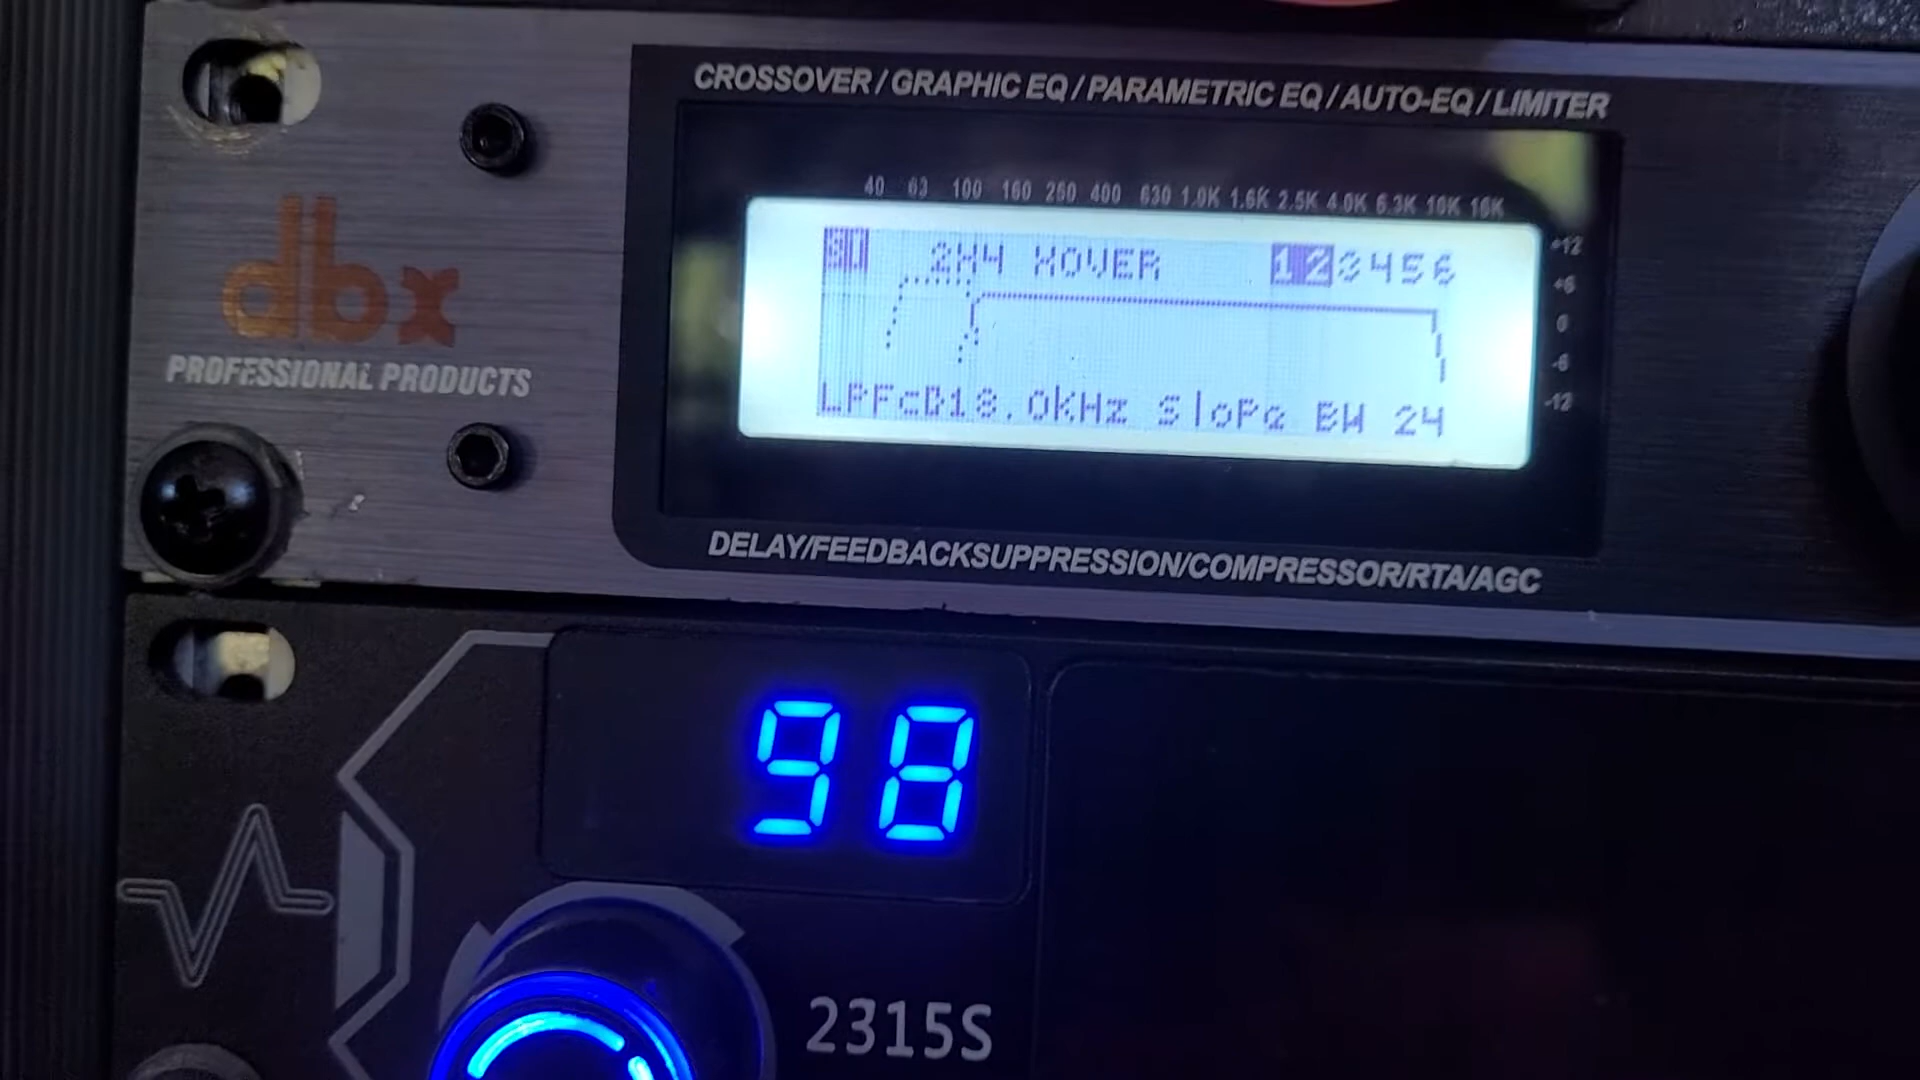 CROSSOVER / GRAPHIC EQ / PARAMETRIC EQ / AUTO-EQ / LIMITER
40 63 100 160 250 400 630 1.0K 1.6K 2.5K 4.0K 6.3K 10K 16K
2X4 XOVER 123456
+12
+6
0
-6
-12
LPFcD18.0KHz Slope BW 24
dbx
PROFESSIONAL PRODUCTS
DELAY/FEEDBACKSUPPRESSION/COMPRESSOR/RTA/AGC
98
2315S